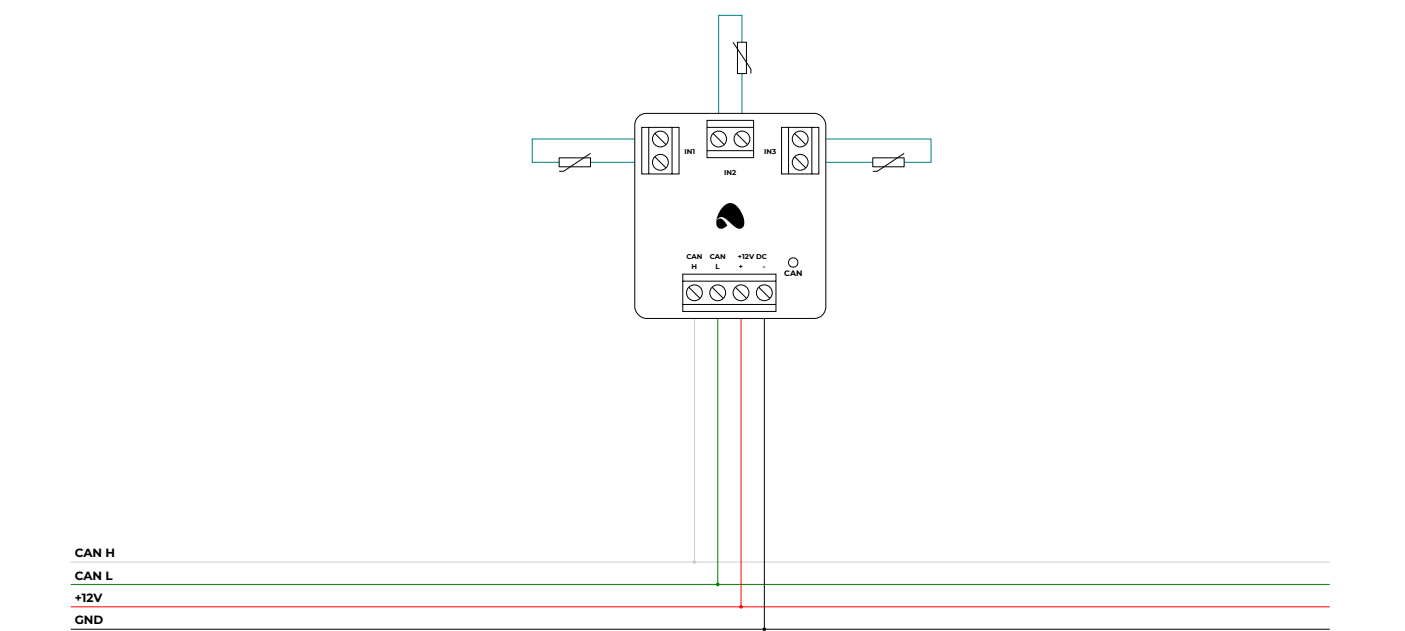 IN1
IN3
IN2
CAN CAN +12V DC
H L + -
CAN
CAN H
CAN L
+12V
GND